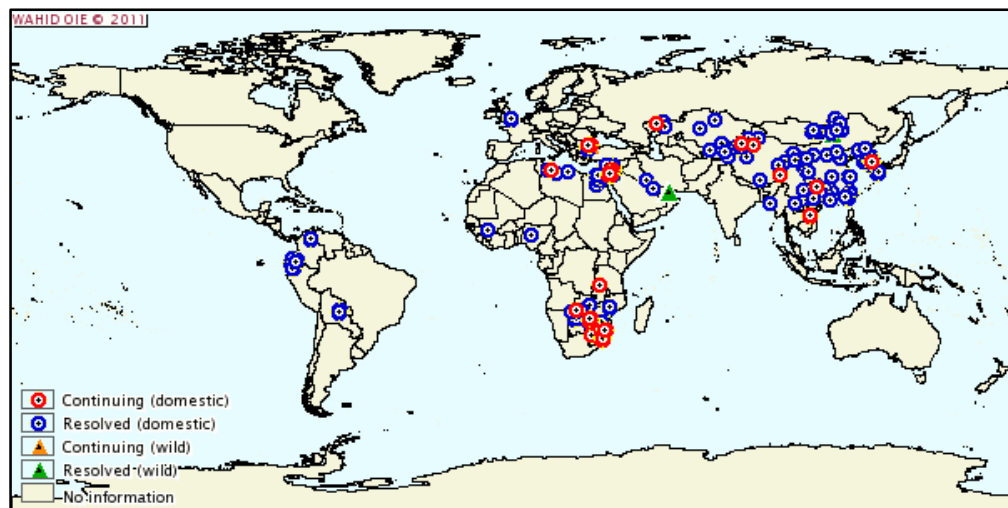 WAHID OIE © 2011
Continuing (domestic)
Resolved (domestic)
Continuing (wild)
Resolved (wild)
No information